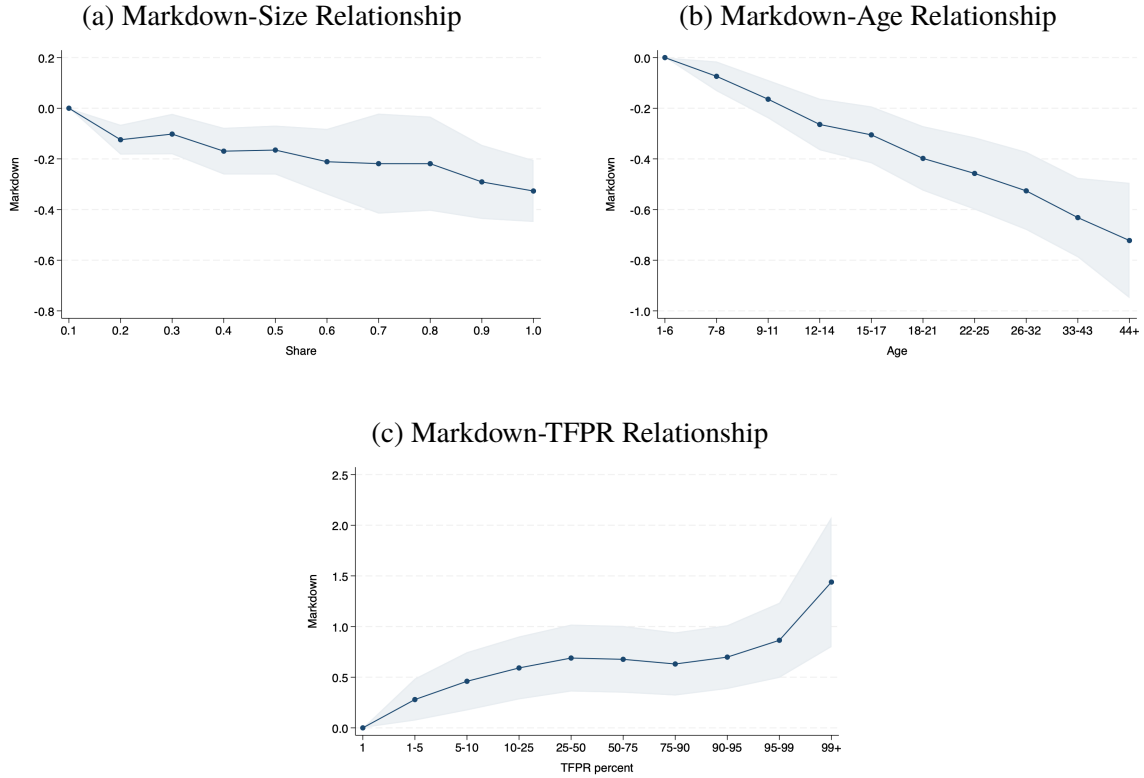 (a) Markdown-Size Relationship
0.2
0.0
-0.2
-0.4
-0.6
-0.8
Markdown
0.1 0.2 0.3 0.4 0.5 0.6 0.7 0.8 0.9 1.0
Share
(b) Markdown-Age Relationship
0.0
-0.2
-0.4
-0.6
-0.8
-1.0
Markdown
1-6 7-8 9-11 12-14 15-17 18-21 22-25 26-32 33-43 44+
Age
(c) Markdown-TFPR Relationship
2.5
2.0
1.5
1.0
0.5
0.0
Markdown
1 1-5 5-10 10-25 25-50 50-75 75-90 90-95 95-99 99+
TFPR percent